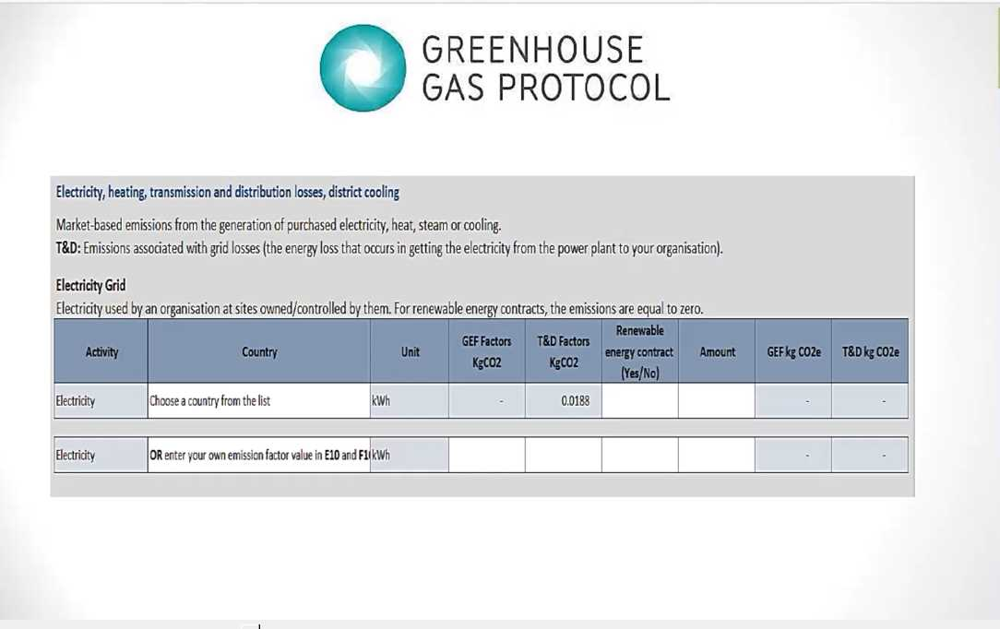 GREENHOUSE
GAS PROTOCOL
Electricity, heating, transmission and distribution losses, district cooling
Market-based emissions from the generation of purchased electricity, heat, steam or cooling.
T&D: Emissions associated with grid losses (the energy loss that occurs in getting the electricity from the power plant to your organisation).
Electricity Grid
Electricity used by an organisation at sites owned/controlled by them. For renewable energy contracts, the emissions are equal to zero.
Activity Country Unit GEF Factors KgCO2 T&D Factors KgCO2 Renewable energy contract (Yes/No) Amount GEF kg CO2e T&D kg CO2e
Electricity Choose a country from the list kWh - 0.0188 - -
Electricity OR enter your own emission factor value in E10 and F1 kWh - -